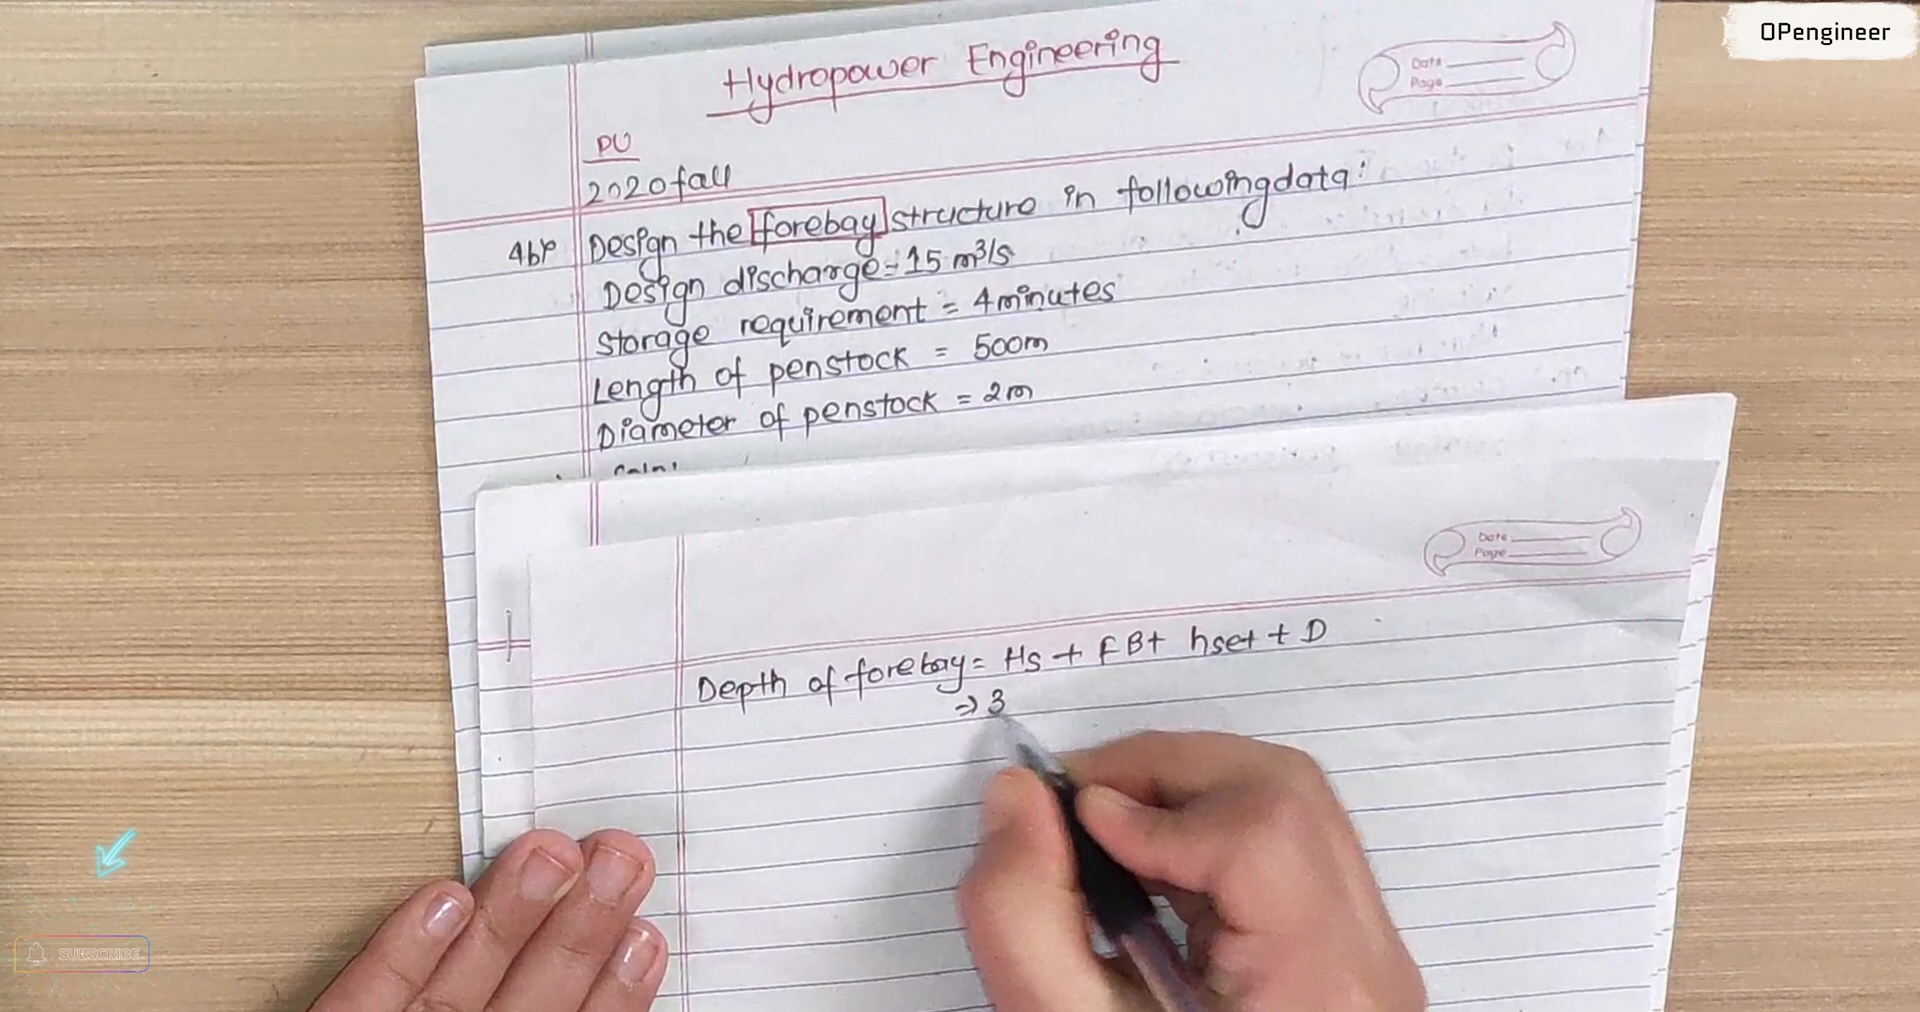 OPengineer
Hydropower Engineering
Date
Page
PU
2020 fall
4b) Design the forebay structure in following data:
Design discharge = 15 m³/s
Storage requirement = 4 minutes
Length of penstock = 500m
Diameter of penstock = 2m
Date
Page
Depth of forebay = Hs + FB + hset + D
⇒ 3
SUBSCRIBE